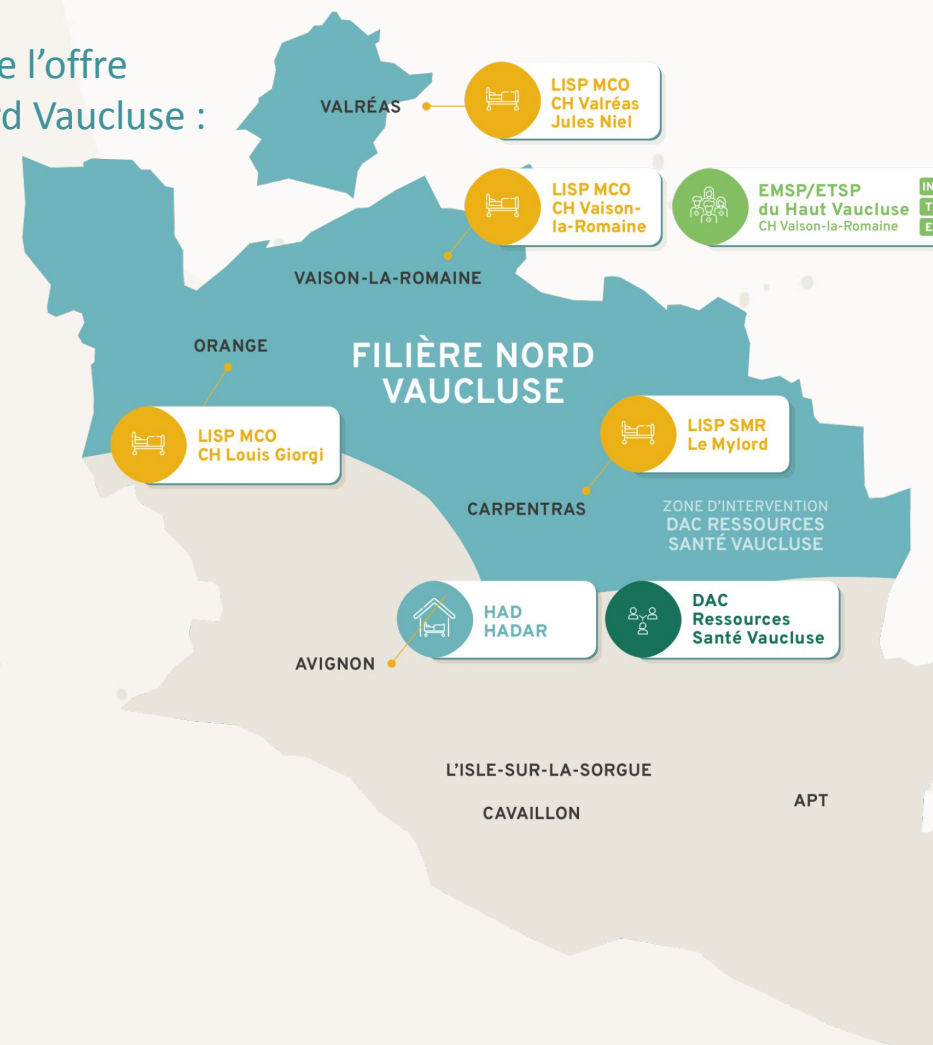 e l’offre
rd Vaucluse :
VALRÉAS
LISP MCO
CH Valréas
Jules Niel
LISP MCO
CH Vaison-
la-Romaine
EMSP/ETSP
du Haut Vaucluse
CH Vaison-la-Romaine
IN
T
E
VAISON-LA-ROMAINE
ORANGE
FILIÈRE NORD
VAUCLUSE
LISP MCO
CH Louis Giorgi
LISP SMR
Le Mylord
CARPENTRAS
ZONE D'INTERVENTION
DAC RESSOURCES
SANTÉ VAUCLUSE
HAD
HADAR
DAC
Ressources
Santé Vaucluse
AVIGNON
L'ISLE-SUR-LA-SORGUE
CAVAILLON
APT